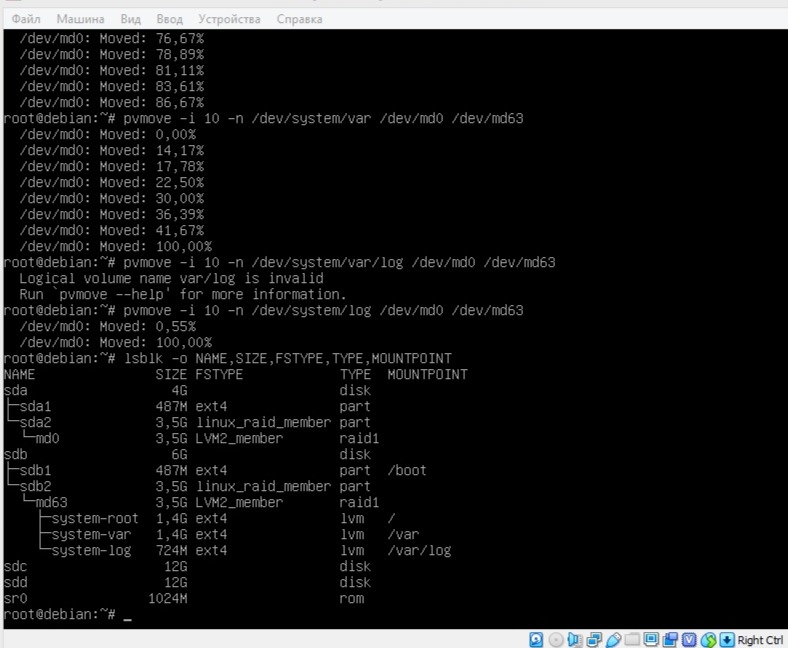 Файл Машина Вид Ввод Устройства Справка
/dev/md0: Moved: 76,67%
/dev/md0: Moved: 78,89%
/dev/md0: Moved: 81,11%
/dev/md0: Moved: 83,61%
/dev/md0: Moved: 86,67%
root@debian:~# pvmove -i 10 -n /dev/system/var /dev/md0 /dev/md63
/dev/md0: Moved: 0,00%
/dev/md0: Moved: 14,17%
/dev/md0: Moved: 17,78%
/dev/md0: Moved: 22,50%
/dev/md0: Moved: 30,00%
/dev/md0: Moved: 36,39%
/dev/md0: Moved: 41,67%
/dev/md0: Moved: 100,00%
root@debian:~# pvmove -i 10 -n /dev/system/var/log /dev/md0 /dev/md63
Logical volume name var/log is invalid
Run `pvmove --help' for more information.
root@debian:~# pvmove -i 10 -n /dev/system/log /dev/md0 /dev/md63
/dev/md0: Moved: 0,55%
/dev/md0: Moved: 100,00%
root@debian:~# lsblk -o NAME,SIZE,FSTYPE,TYPE,MOUNTPOINT
NAME SIZE FSTYPE TYPE MOUNTPOINT
sda 4G disk
├─sda1 487M ext4 part
└─sda2 3,5G linux_raid_member part
└─md0 3,5G LVM2_member raid1
sdb 6G disk
├─sdb1 487M ext4 part /boot
└─sdb2 3,5G linux_raid_member part
└─md63 3,5G LVM2_member raid1
├─system-root 1,4G ext4 lvm /
├─system-var 1,4G ext4 lvm /var
└─system-log 724M ext4 lvm /var/log
sdc 12G disk
sdd 12G disk
sr0 1024M rom
root@debian:~# _
Right Ctrl